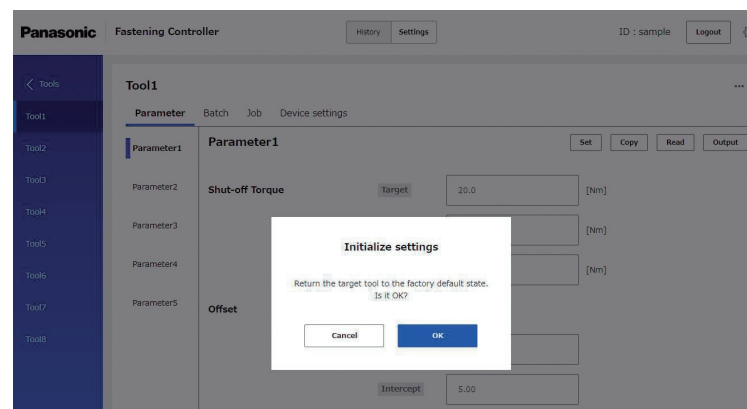 Panasonic Fastening Controller History Settings ID : sample Logout
Tools
Tool1
Tool2
Tool3
Tool4
Tool5
Tool6
Tool7
Tool8
Tool1
...
Parameter Batch Job Device settings
Parameter1
Parameter2
Parameter3
Parameter4
Parameter5
Parameter1 Set Copy Read Output
Shut-off Torque Target 20.0 [Nm]
[Nm]
[Nm]
Offset
Intercept 5.00
Initialize settings
Return the target tool to the factory default state.
Is it OK?
Cancel OK